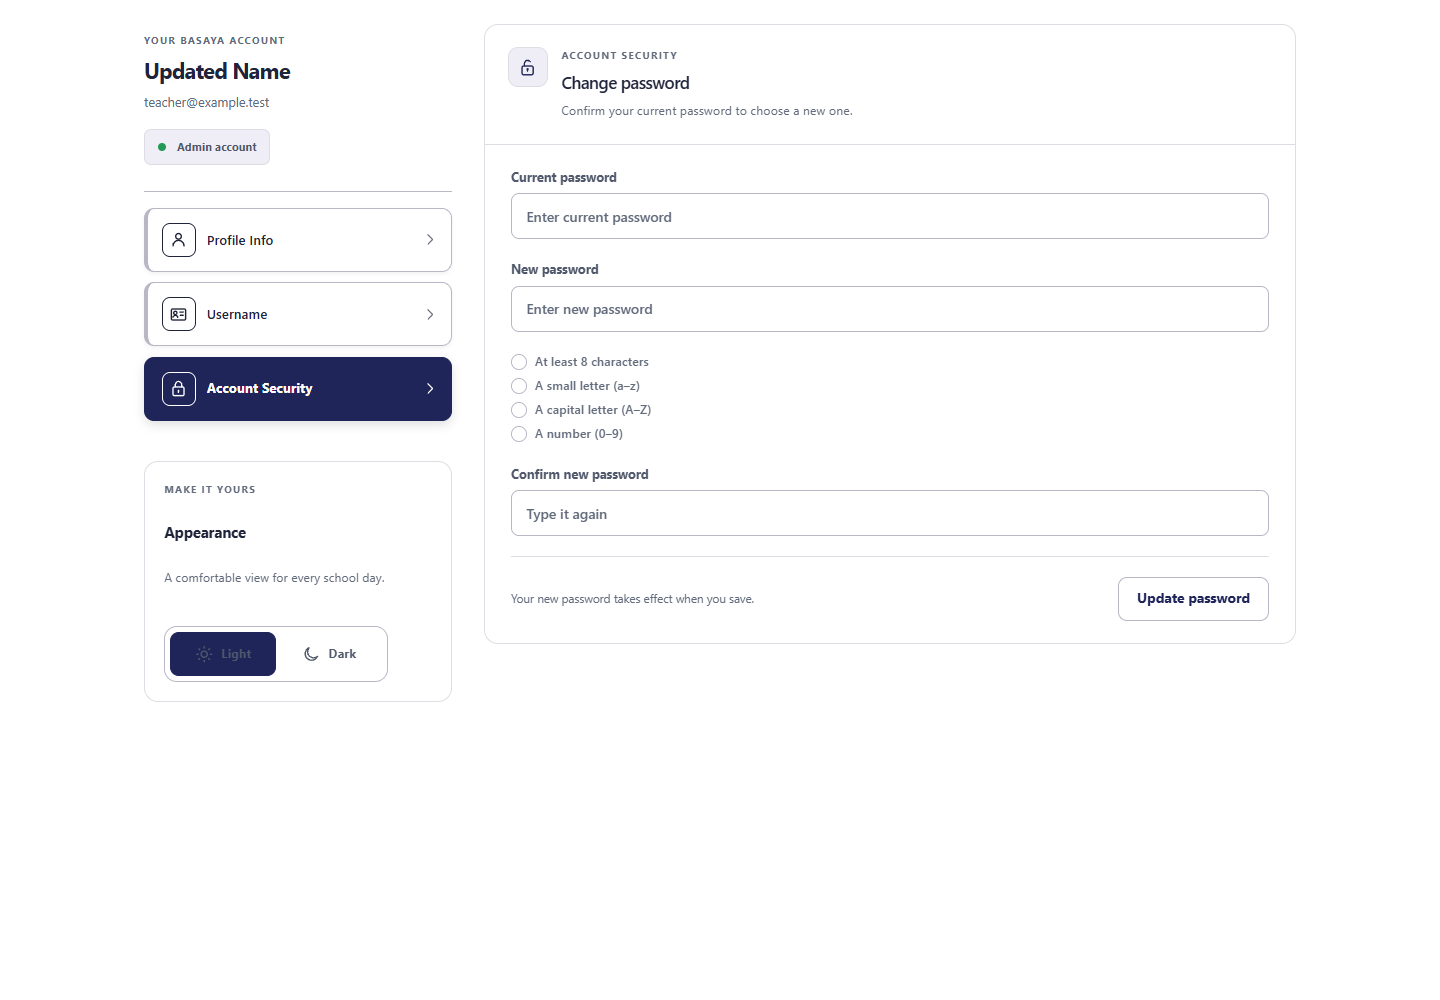 YOUR BASAYA ACCOUNT
Updated Name
teacher@example.test
Admin account
Profile Info
Username
Account Security
MAKE IT YOURS
Appearance
A comfortable view for every school day.
Light
Dark
ACCOUNT SECURITY
Change password
Confirm your current password to choose a new one.
Current password
Enter current password
New password
Enter new password
At least 8 characters
A small letter (a–z)
A capital letter (A–Z)
A number (0–9)
Confirm new password
Type it again
Your new password takes effect when you save.
Update password